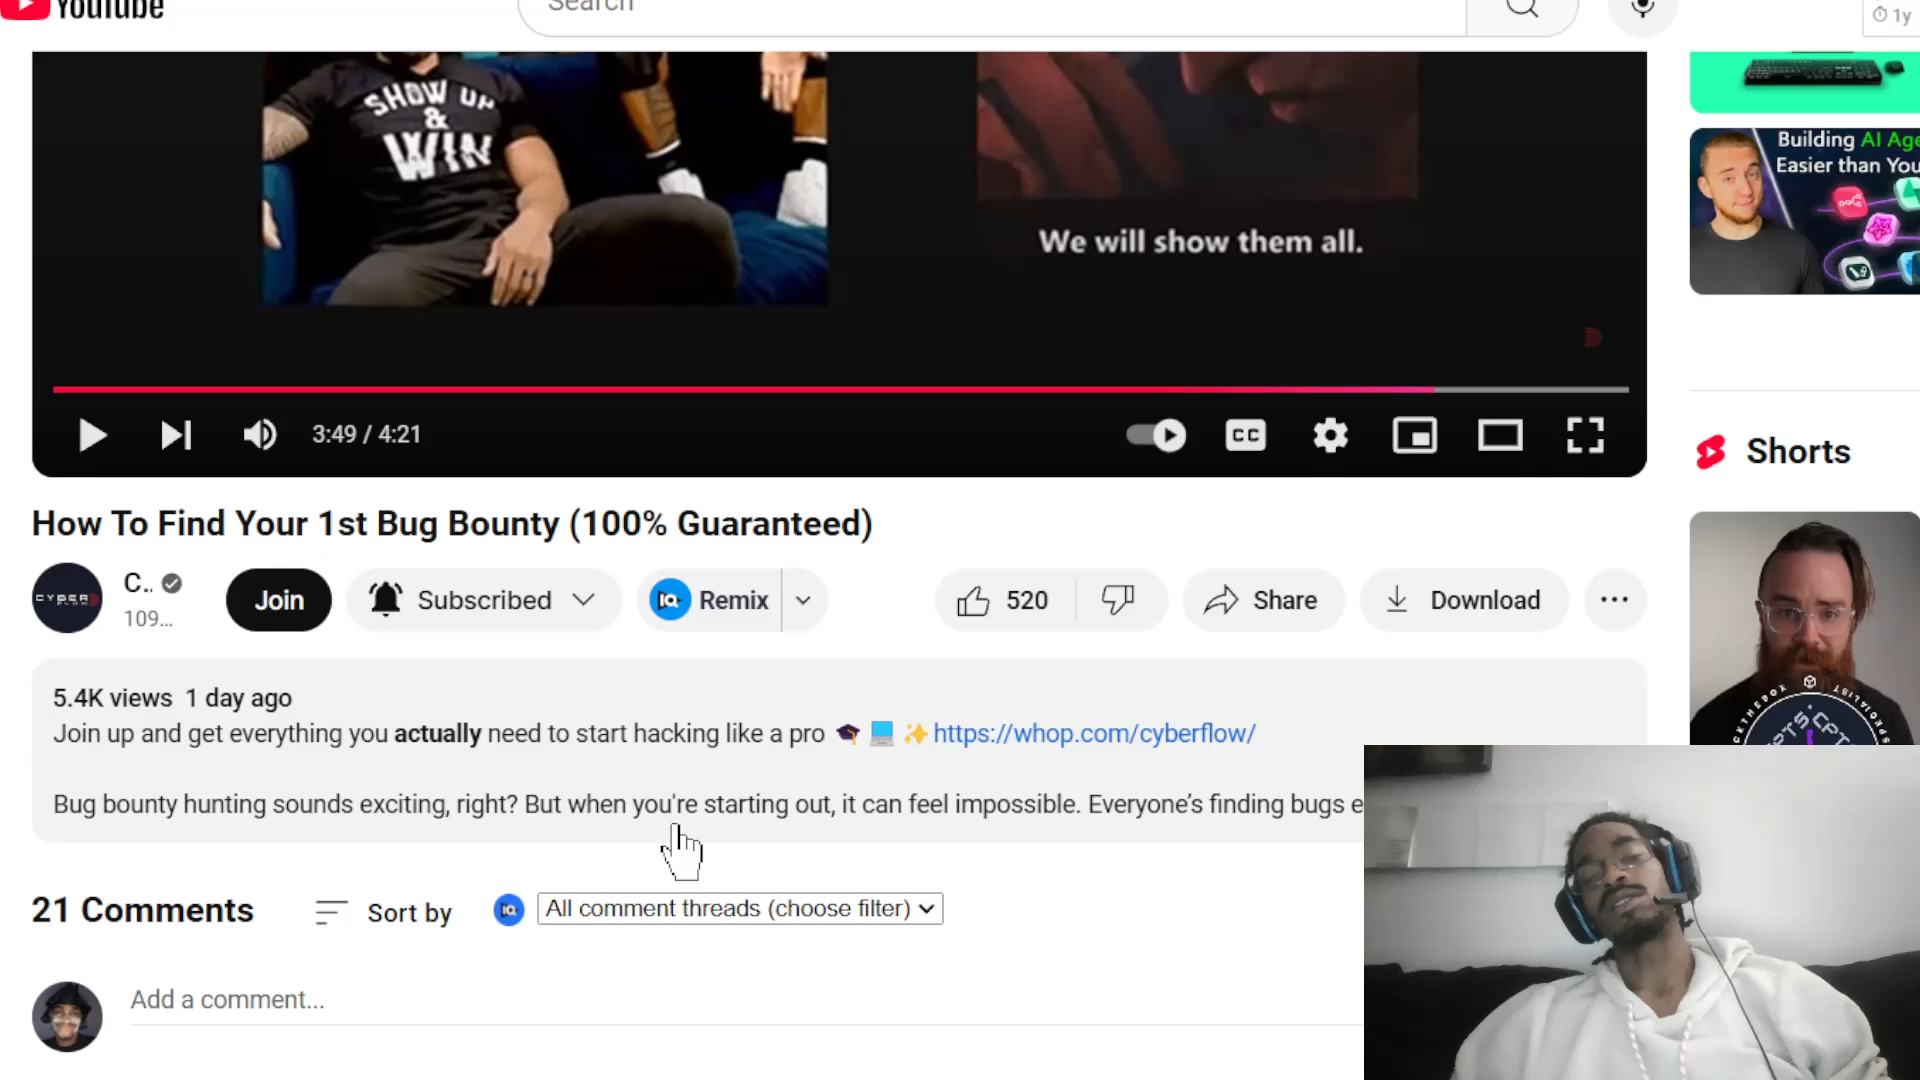 YouTube
Search
1y
SHOW UP
&
WIN
We will show them all.
Building AI Age
Easier than You
3:49 / 4:21
CC
Shorts
How To Find Your 1st Bug Bounty (100% Guaranteed)
CYBER
FLOW
C..
109...
Join
Subscribed
Remix
520
Share
Download
5.4K views 1 day ago
Join up and get everything you actually need to start hacking like a pro 🎓 💻 ✨ https://whop.com/cyberflow/
Bug bounty hunting sounds exciting, right? But when you're starting out, it can feel impossible. Everyone’s finding bugs e
21 Comments
Sort by
All comment threads (choose filter)
Add a comment...